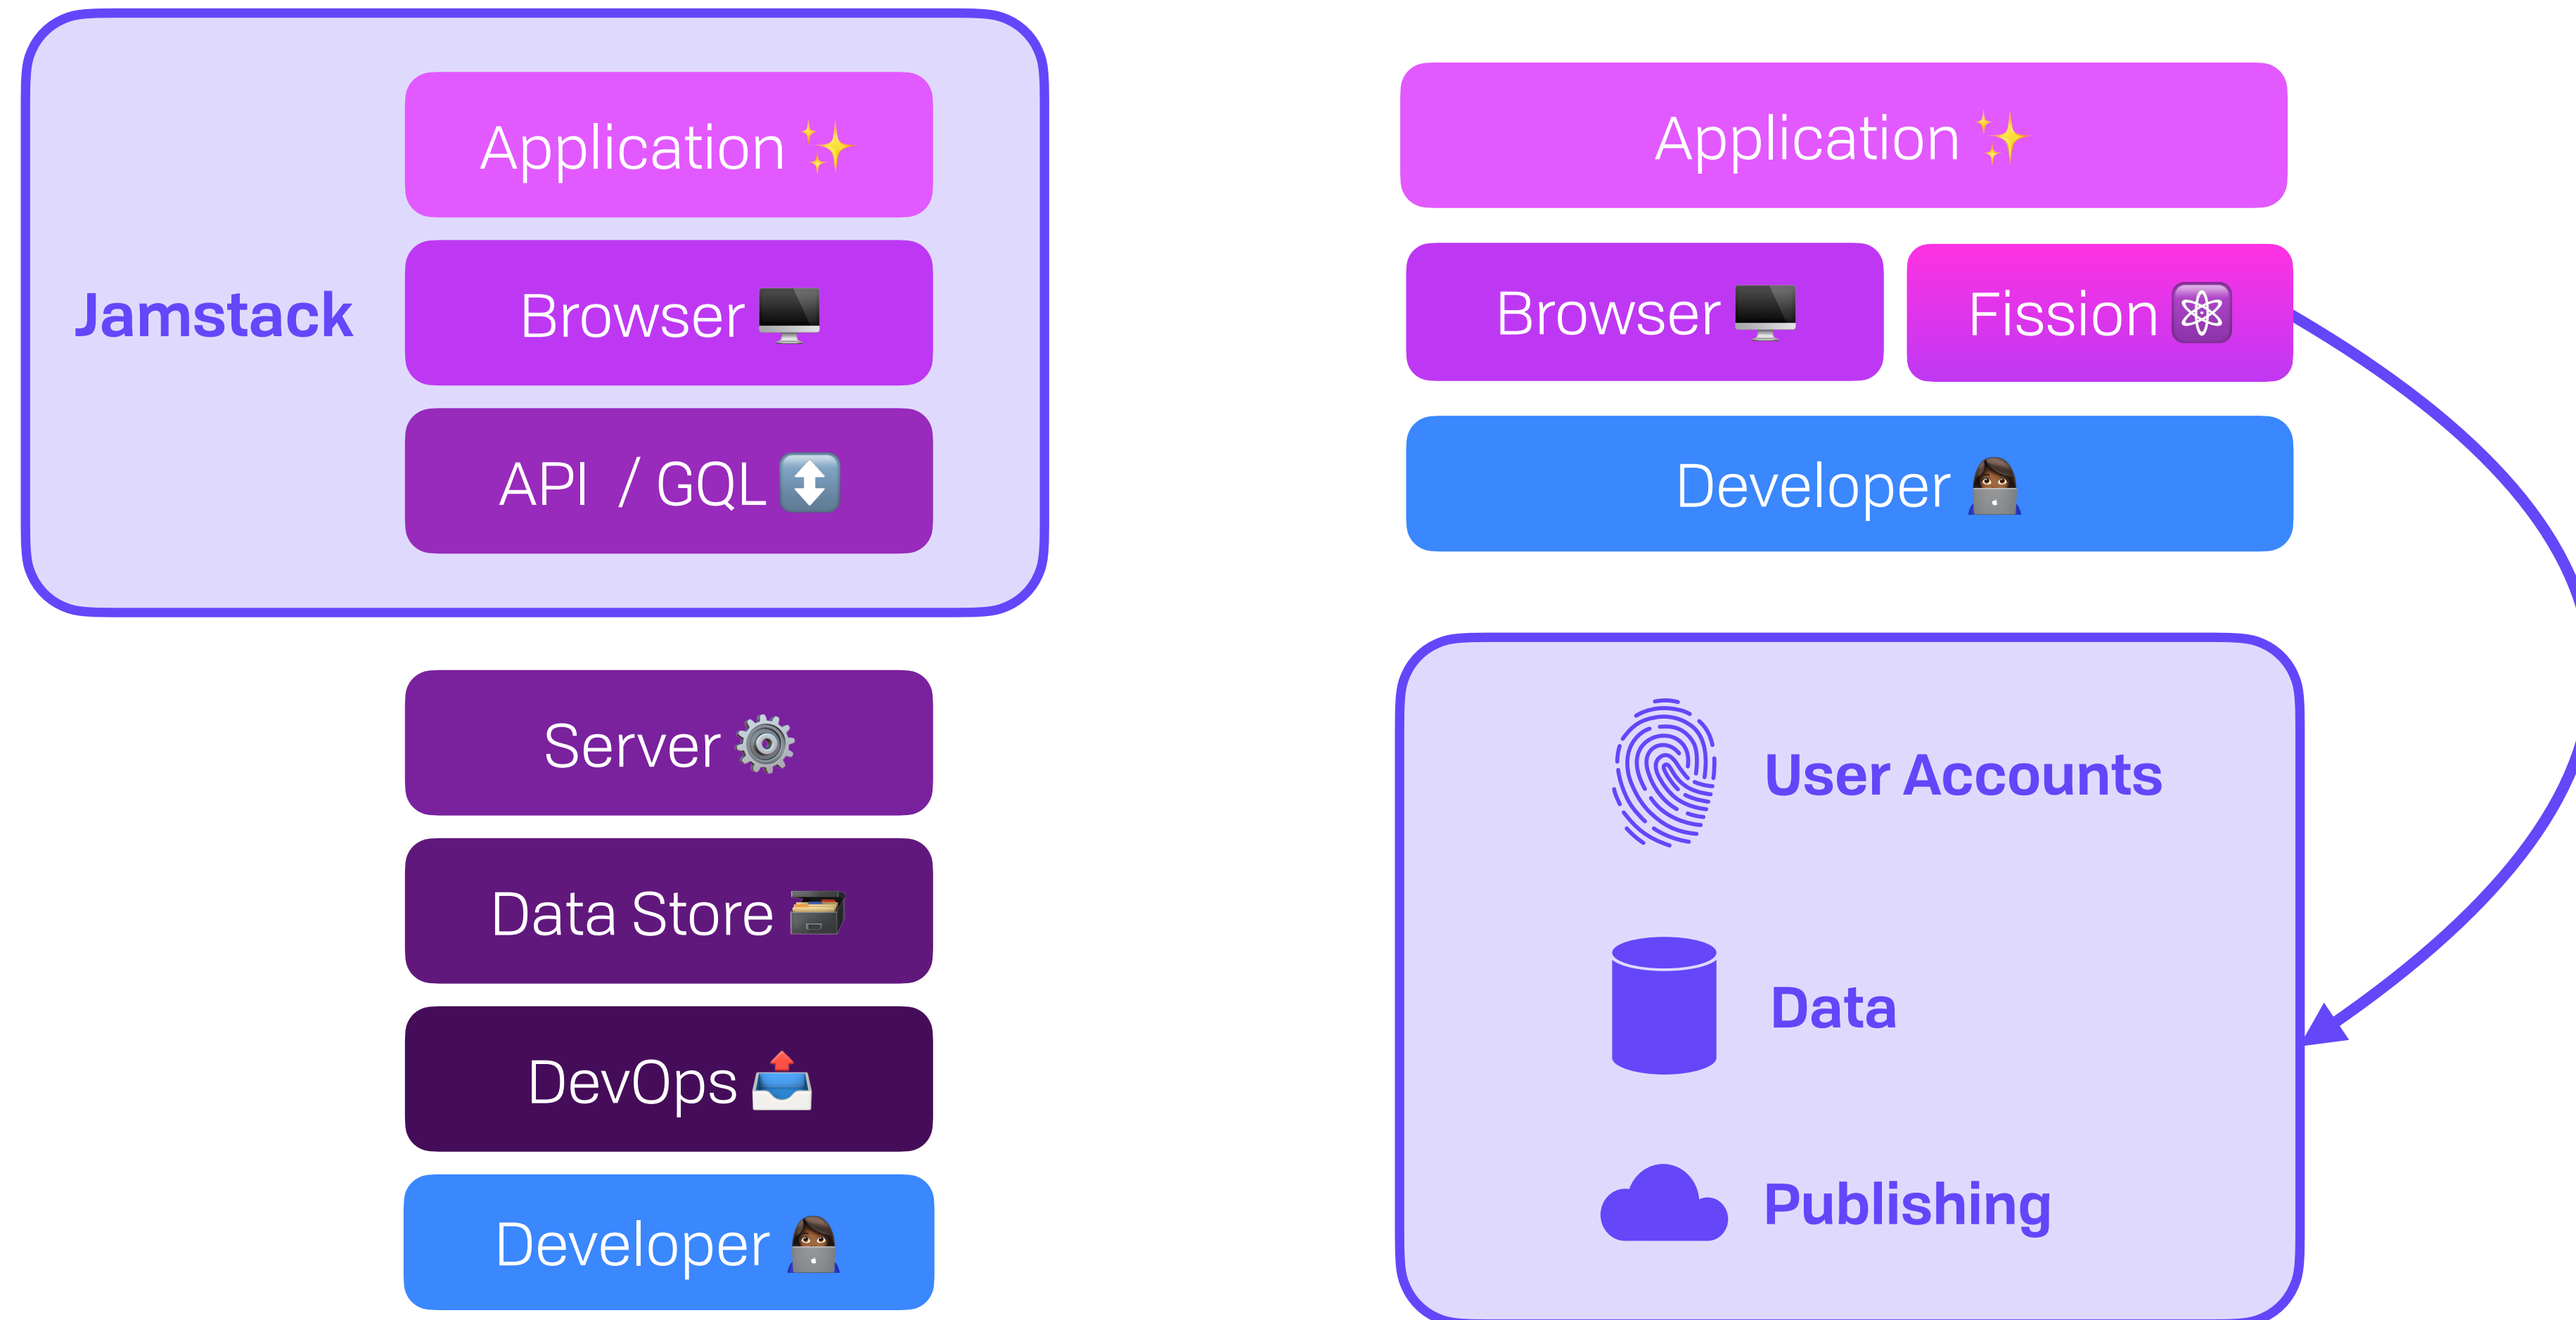 Jamstack
Application ✨
Browser 🖥️
API / GQL ↕️
Server ⚙️
Data Store 🗃️
DevOps 📤
Developer 👩🏾‍💻
Application ✨
Browser 🖥️
Fission ⚛️
Developer 👩🏾‍💻
User Accounts
Data
Publishing